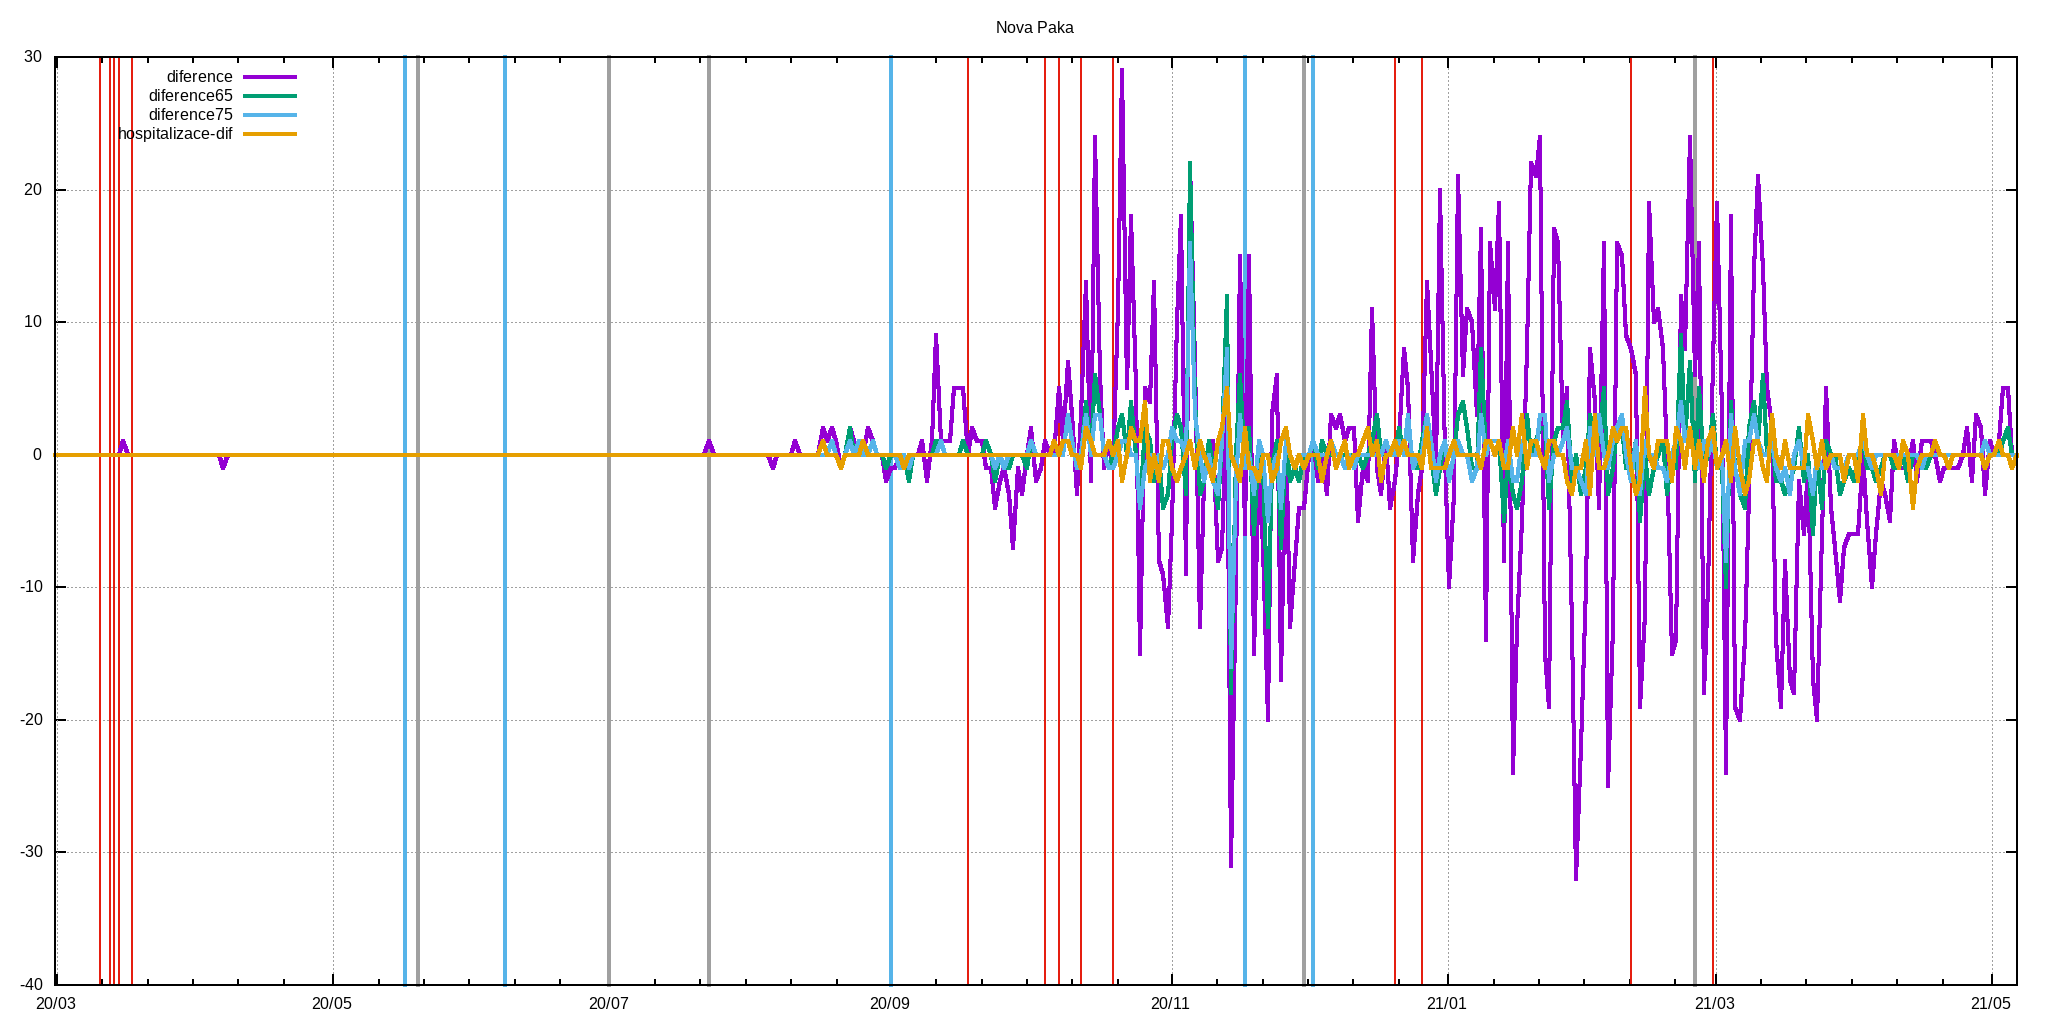 Nova Paka
30
diference
diference65
diference75
hospitalizace-dif
20
10
0
-10
-20
-30
-40
20/03 20/05 20/07 20/09 20/11 21/01 21/03 21/05